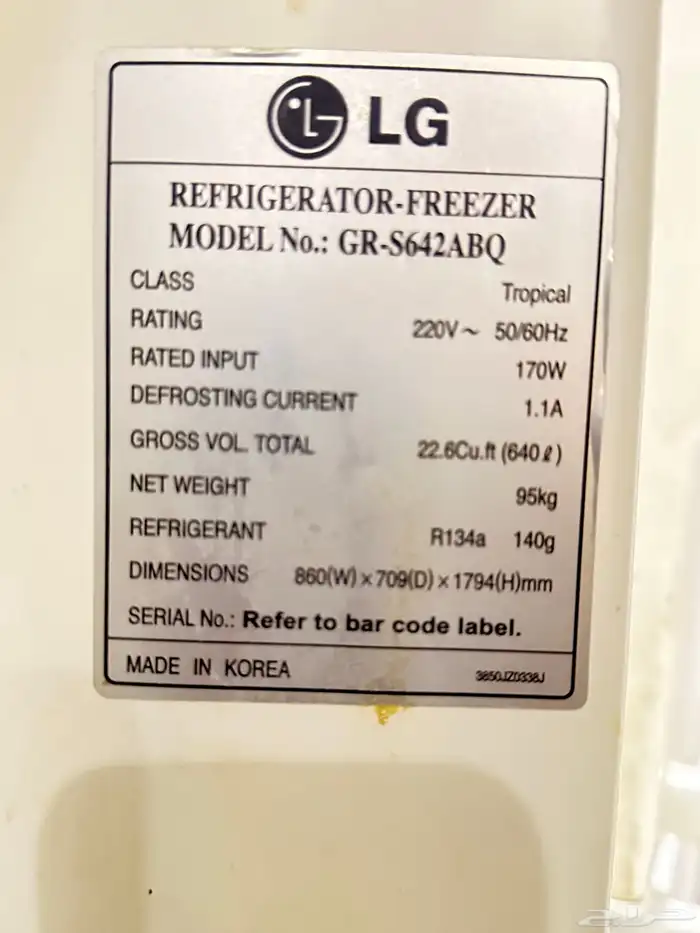 LG
REFRIGERATOR-FREEZER
MODEL No.: GR-S642ABQ
CLASS Tropical
RATING 220V~ 50/60Hz
RATED INPUT 170W
DEFROSTING CURRENT 1.1A
GROSS VOL. TOTAL 22.6Cu.ft (640ℓ)
NET WEIGHT 95kg
REFRIGERANT R134a 140g
DIMENSIONS 860(W)×709(D)×1794(H)mm
SERIAL No.: Refer to bar code label.
MADE IN KOREA 3850JZ0338J
حراج